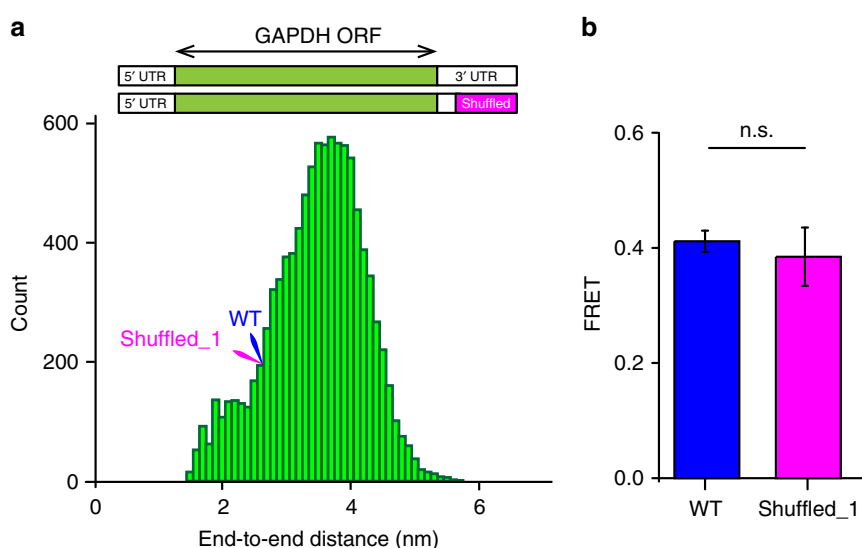 a
GAPDH ORF
5′ UTR
3′ UTR
5′ UTR
Shuffled
600
400
200
0
Count
WT
Shuffled_1
0
2
4
6
End-to-end distance (nm)
b
0.6
0.4
0.2
0.0
FRET
n.s.
WT
Shuffled_1